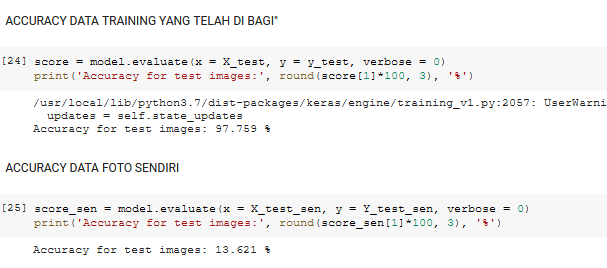 ACCURACY DATA TRAINING YANG TELAH DI BAGI"
[24] score = model.evaluate(x = X_test, y = y_test, verbose = 0)
print('Accuracy for test images:', round(score[1]*100, 3), '%')
/usr/local/lib/python3.7/dist-packages/keras/engine/training_v1.py:2057: UserWarni
updates = self.state_updates
Accuracy for test images: 97.759 %
ACCURACY DATA FOTO SENDIRI
[25] score_sen = model.evaluate(x = X_test_sen, y = Y_test_sen, verbose = 0)
print('Accuracy for test images:', round(score_sen[1]*100, 3), '%')
Accuracy for test images: 13.621 %